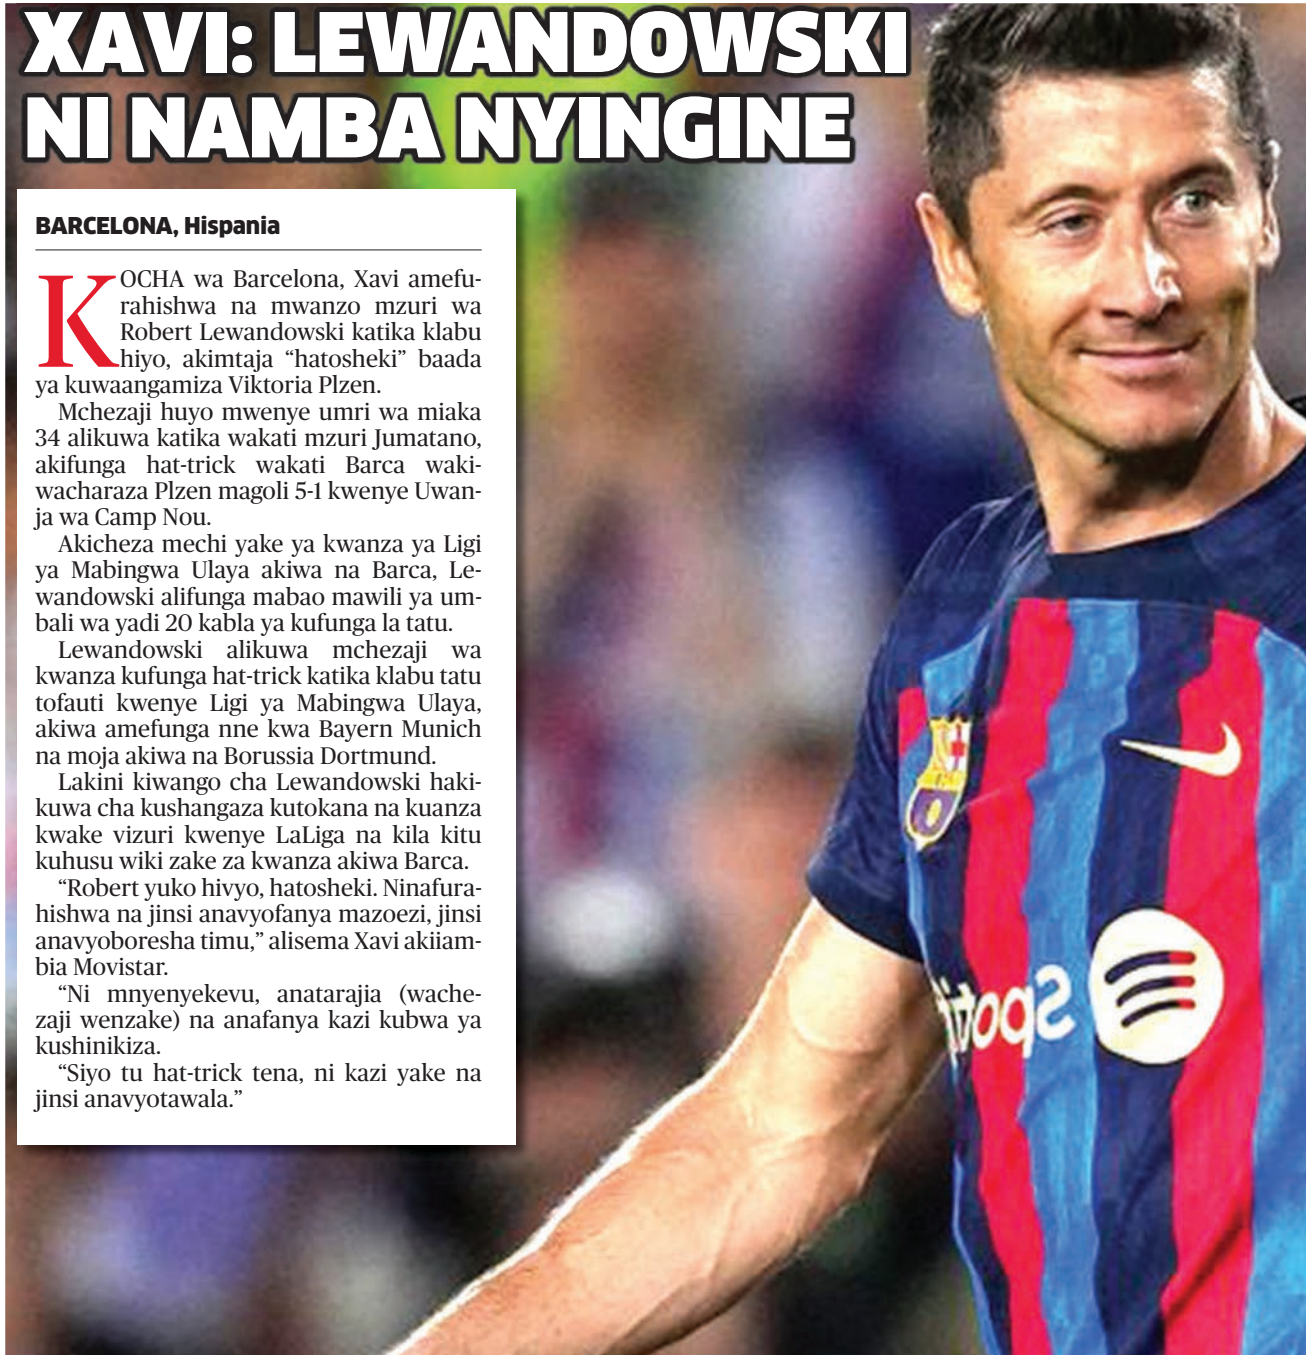 XAVI: LEWANDOWSKI
NI NAMBA NYINGINE
BARCELONA, Hispania
KOCHA wa Barcelona, Xavi amefu-
rahishwa na mwanzo mzuri wa
Robert Lewandowski katika klabu
hiyo, akimtaja “hatosheki” baada
ya kuwaangamiza Viktoria Plzen.
Mchezaji huyo mwenye umri wa miaka
34 alikuwa katika wakati mzuri Jumatano,
akifunga hat-trick wakati Barca waki-
wacharaza Plzen magoli 5-1 kwenye Uwan-
ja wa Camp Nou.
Akicheza mechi yake ya kwanza ya Ligi
ya Mabingwa Ulaya akiwa na Barca, Le-
wandowski alifunga mabao mawili ya um-
bali wa yadi 20 kabla ya kufunga la tatu.
Lewandowski alikuwa mchezaji wa
kwanza kufunga hat-trick katika klabu tatu
tofauti kwenye Ligi ya Mabingwa Ulaya,
akiwa amefunga nne kwa Bayern Munich
na moja akiwa na Borussia Dortmund.
Lakini kiwango cha Lewandowski haki-
kuwa cha kushangaza kutokana na kuanza
kwake vizuri kwenye LaLiga na kila kitu
kuhusu wiki zake za kwanza akiwa Barca.
“Robert yuko hivyo, hatosheki. Ninafura-
hishwa na jinsi anavyofanya mazoezi, jinsi
anavyoboresha timu,” alisema Xavi akiiam-
bia Movistar.
“Ni mnyenyekevu, anatarajia (wache-
zaji wenzake) na anafanya kazi kubwa ya
kushinikiza.
“Siyo tu hat-trick tena, ni kazi yake na
jinsi anavyotawala.”
Spotif